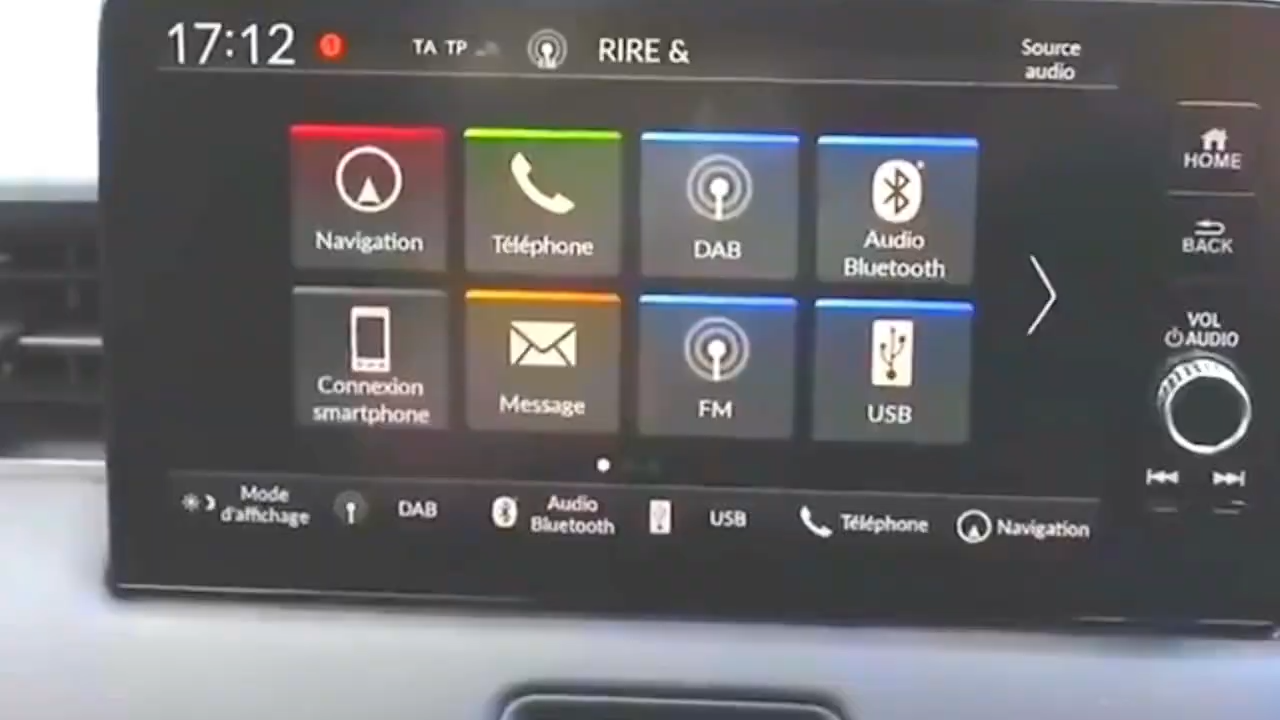 17:12
TA TP
RIRE &
Source
audio
Navigation
Téléphone
DAB
Audio
Bluetooth
Connexion
smartphone
Message
FM
USB
HOME
BACK
VOL
AUDIO
Mode
d'affichage
DAB
Audio
Bluetooth
USB
Téléphone
Navigation